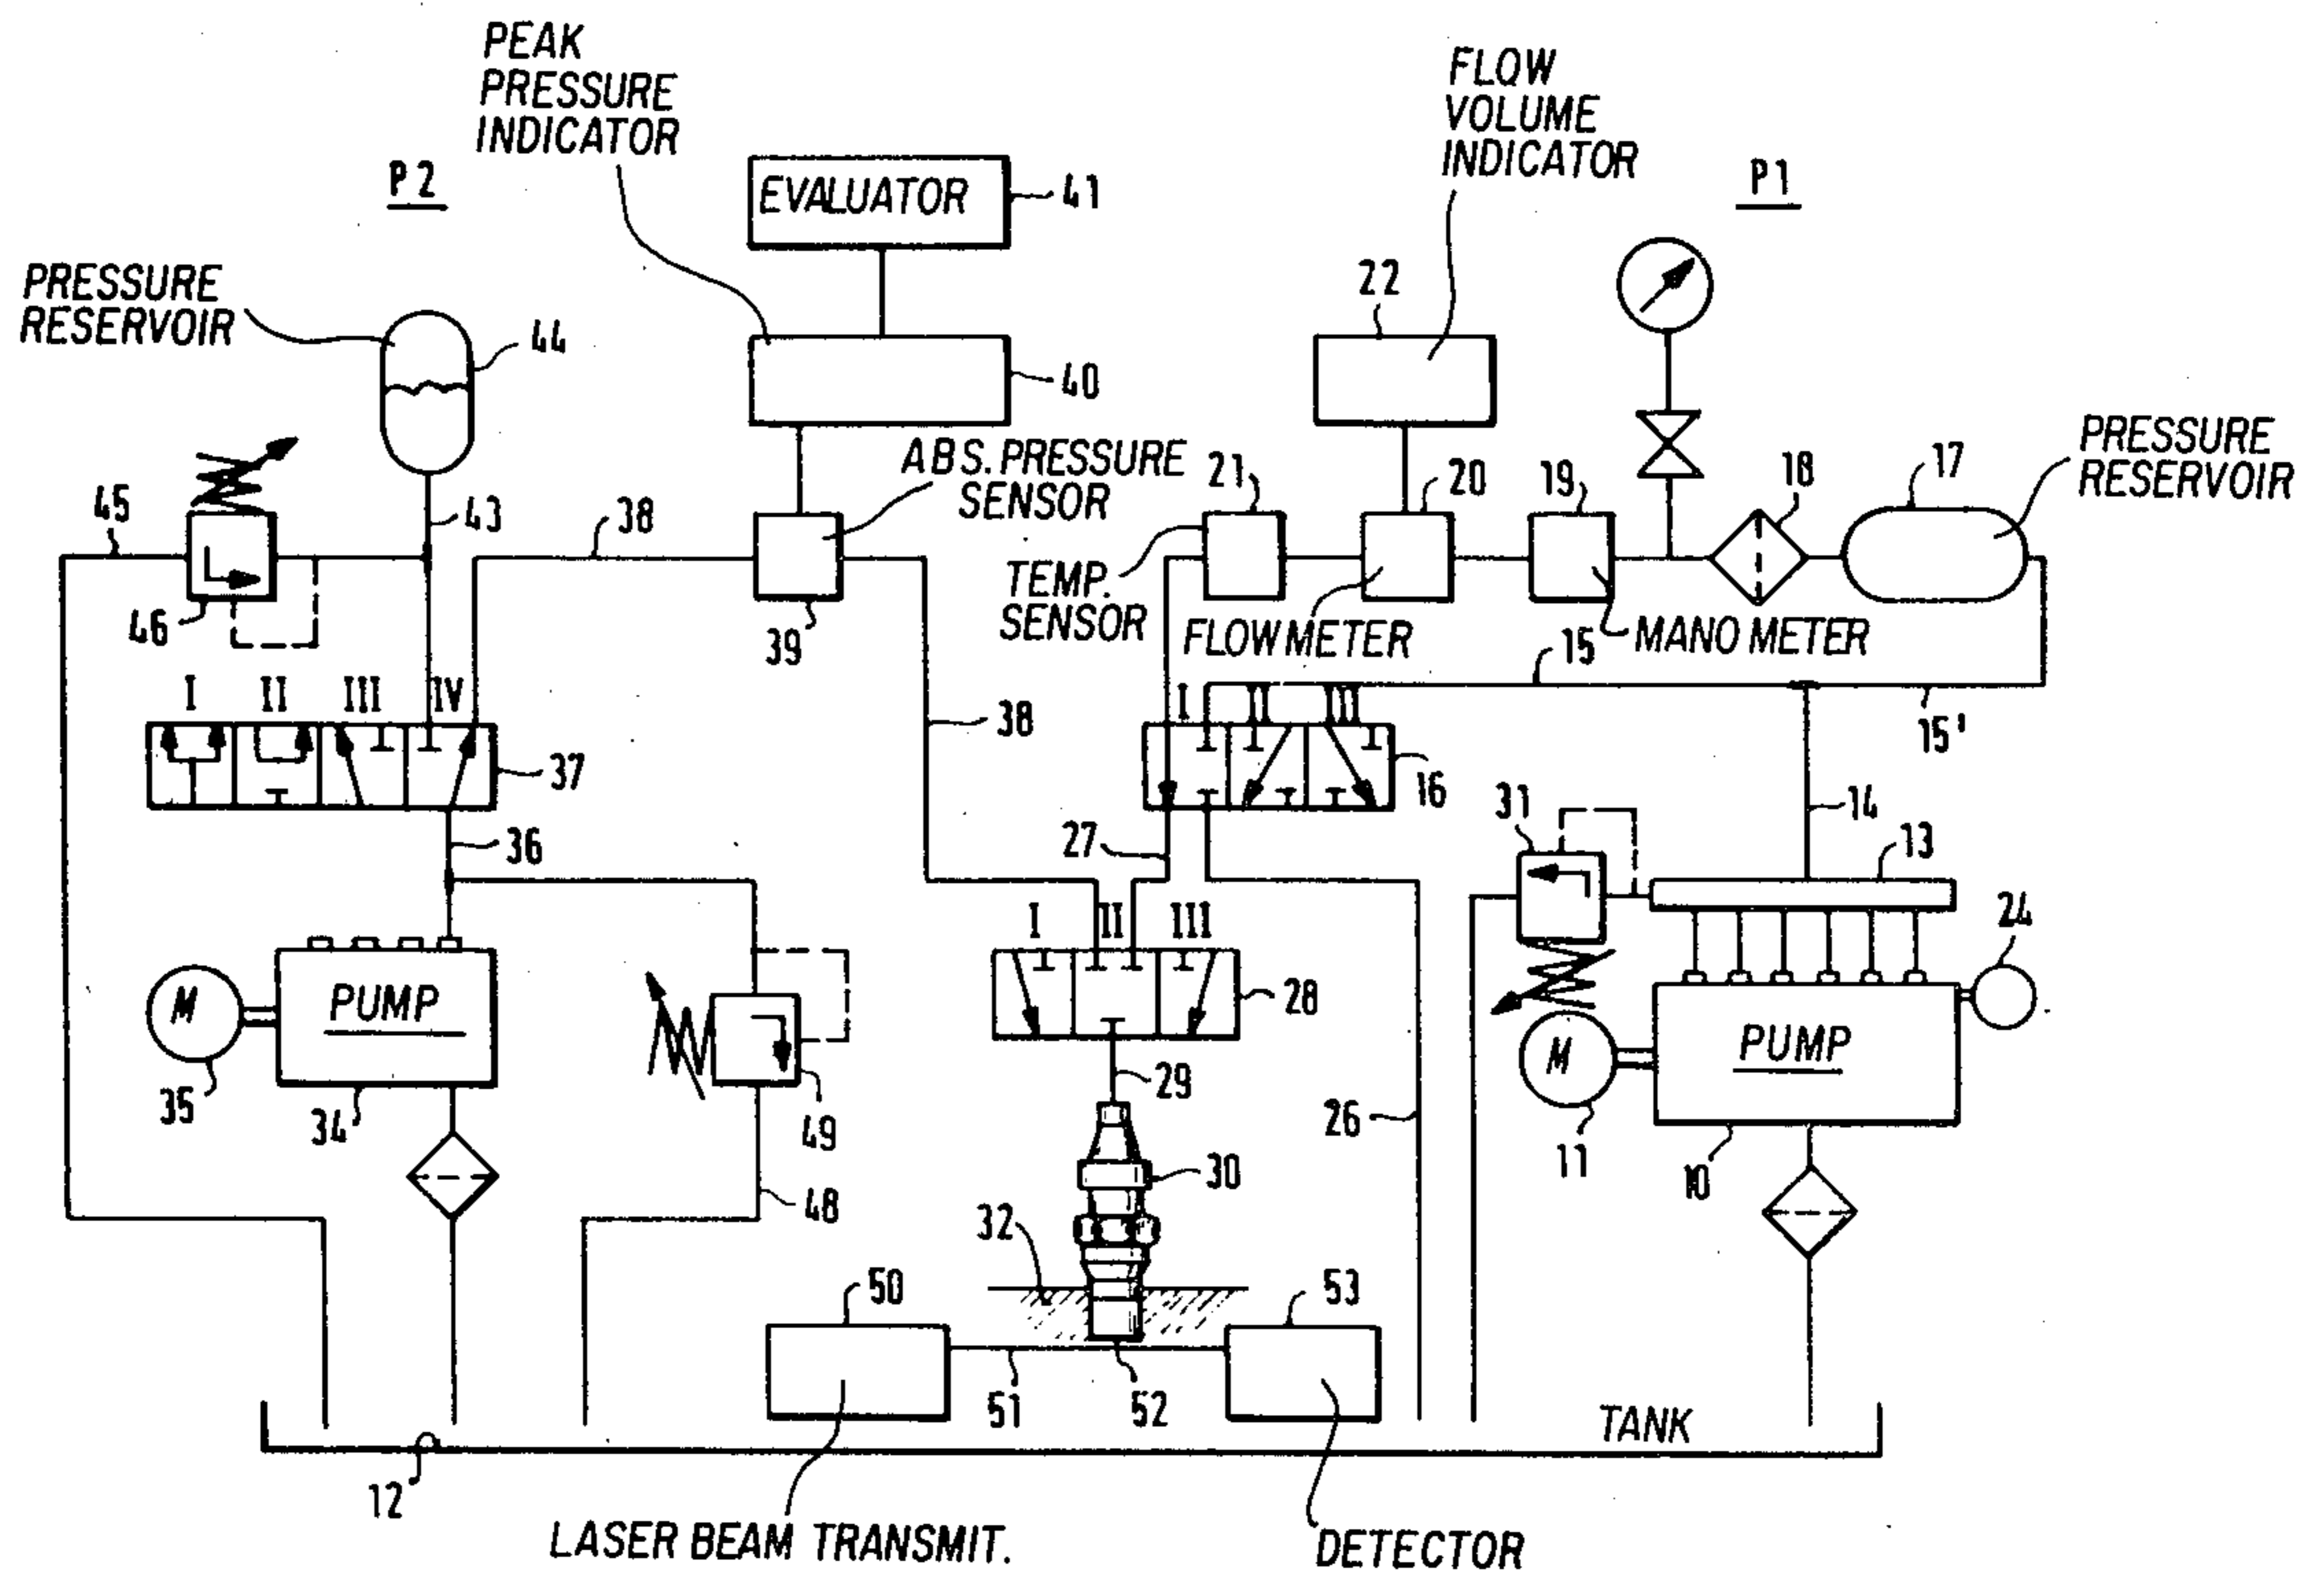 PEAK
PRESSURE
INDICATOR
FLOW
VOLUME
INDICATOR
P2
P1
EVALUATOR
41
PRESSURE
RESERVOIR
44
22
40
ABS. PRESSURE
SENSOR
PRESSURE
RESERVOIR
45
43
38
21
20
19
18
17
46
39
TEMP.
SENSOR
FLOWMETER
15
MANO METER
I II III IV
38
I II III
15'
37
16
31
14
36
27
13
24
I II III
M
PUMP
28
M
PUMP
35
34
49
29
11
10
26
30
48
32
50
53
51
52
TANK
12
LASER BEAM TRANSMIT.
DETECTOR